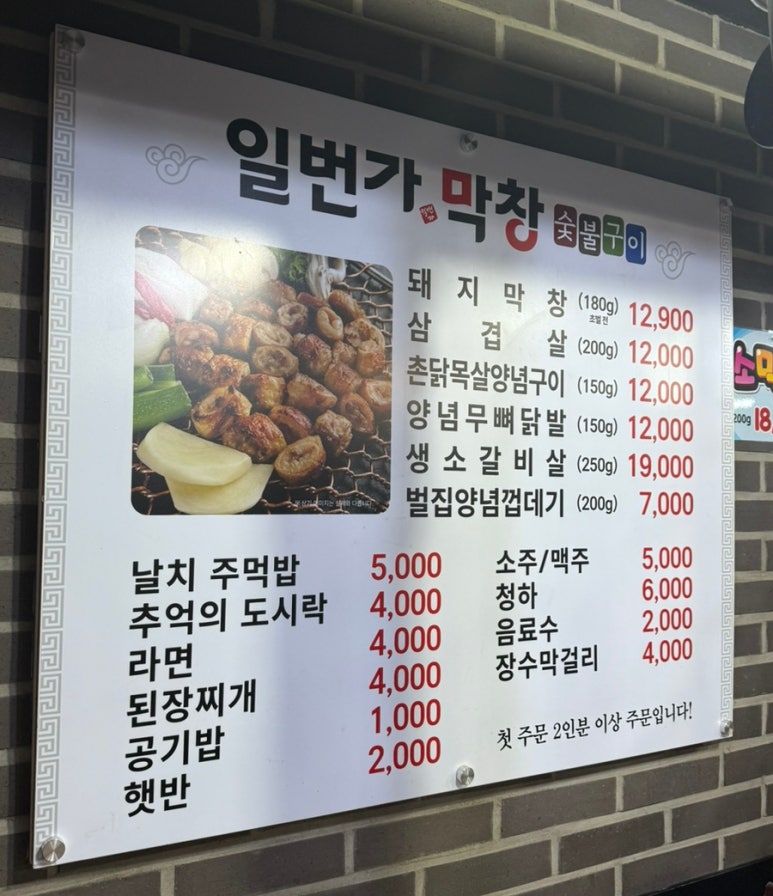 일번가 막창 숯불구이
돼지막창 (180g) 초벌전 12,900
삼겹살 (200g) 12,000
촌닭목살양념구이 (150g) 12,000
양념무뼈닭발 (150g) 12,000
생소갈비살 (250g) 19,000
벌집양념껍데기 (200g) 7,000
날치 주먹밥 5,000
추억의 도시락 4,000
라면 4,000
된장찌개 4,000
공기밥 1,000
햇반 2,000
소주/맥주 5,000
청하 6,000
음료수 2,000
장수막걸리 4,000
첫 주문 2인분 이상 주문입니다!
200g 18,